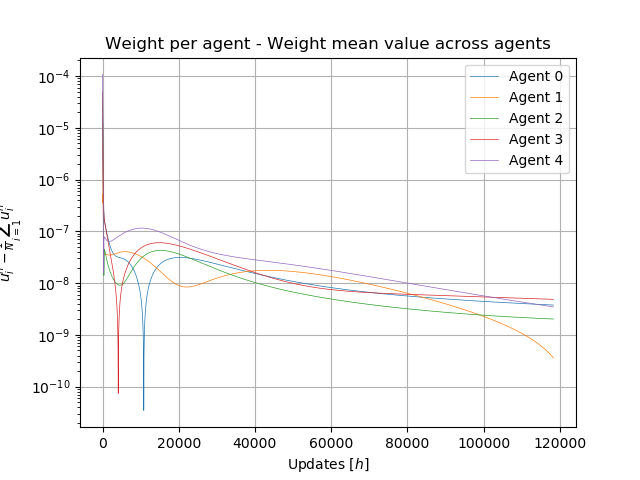 Weight per agent - Weight mean value across agents
10⁻⁴
10⁻⁵
10⁻⁶
10⁻⁷
10⁻⁸
10⁻⁹
10⁻¹⁰
Agent 0
Agent 1
Agent 2
Agent 3
Agent 4
0
20000
40000
60000
80000
100000
120000
Updates [h]